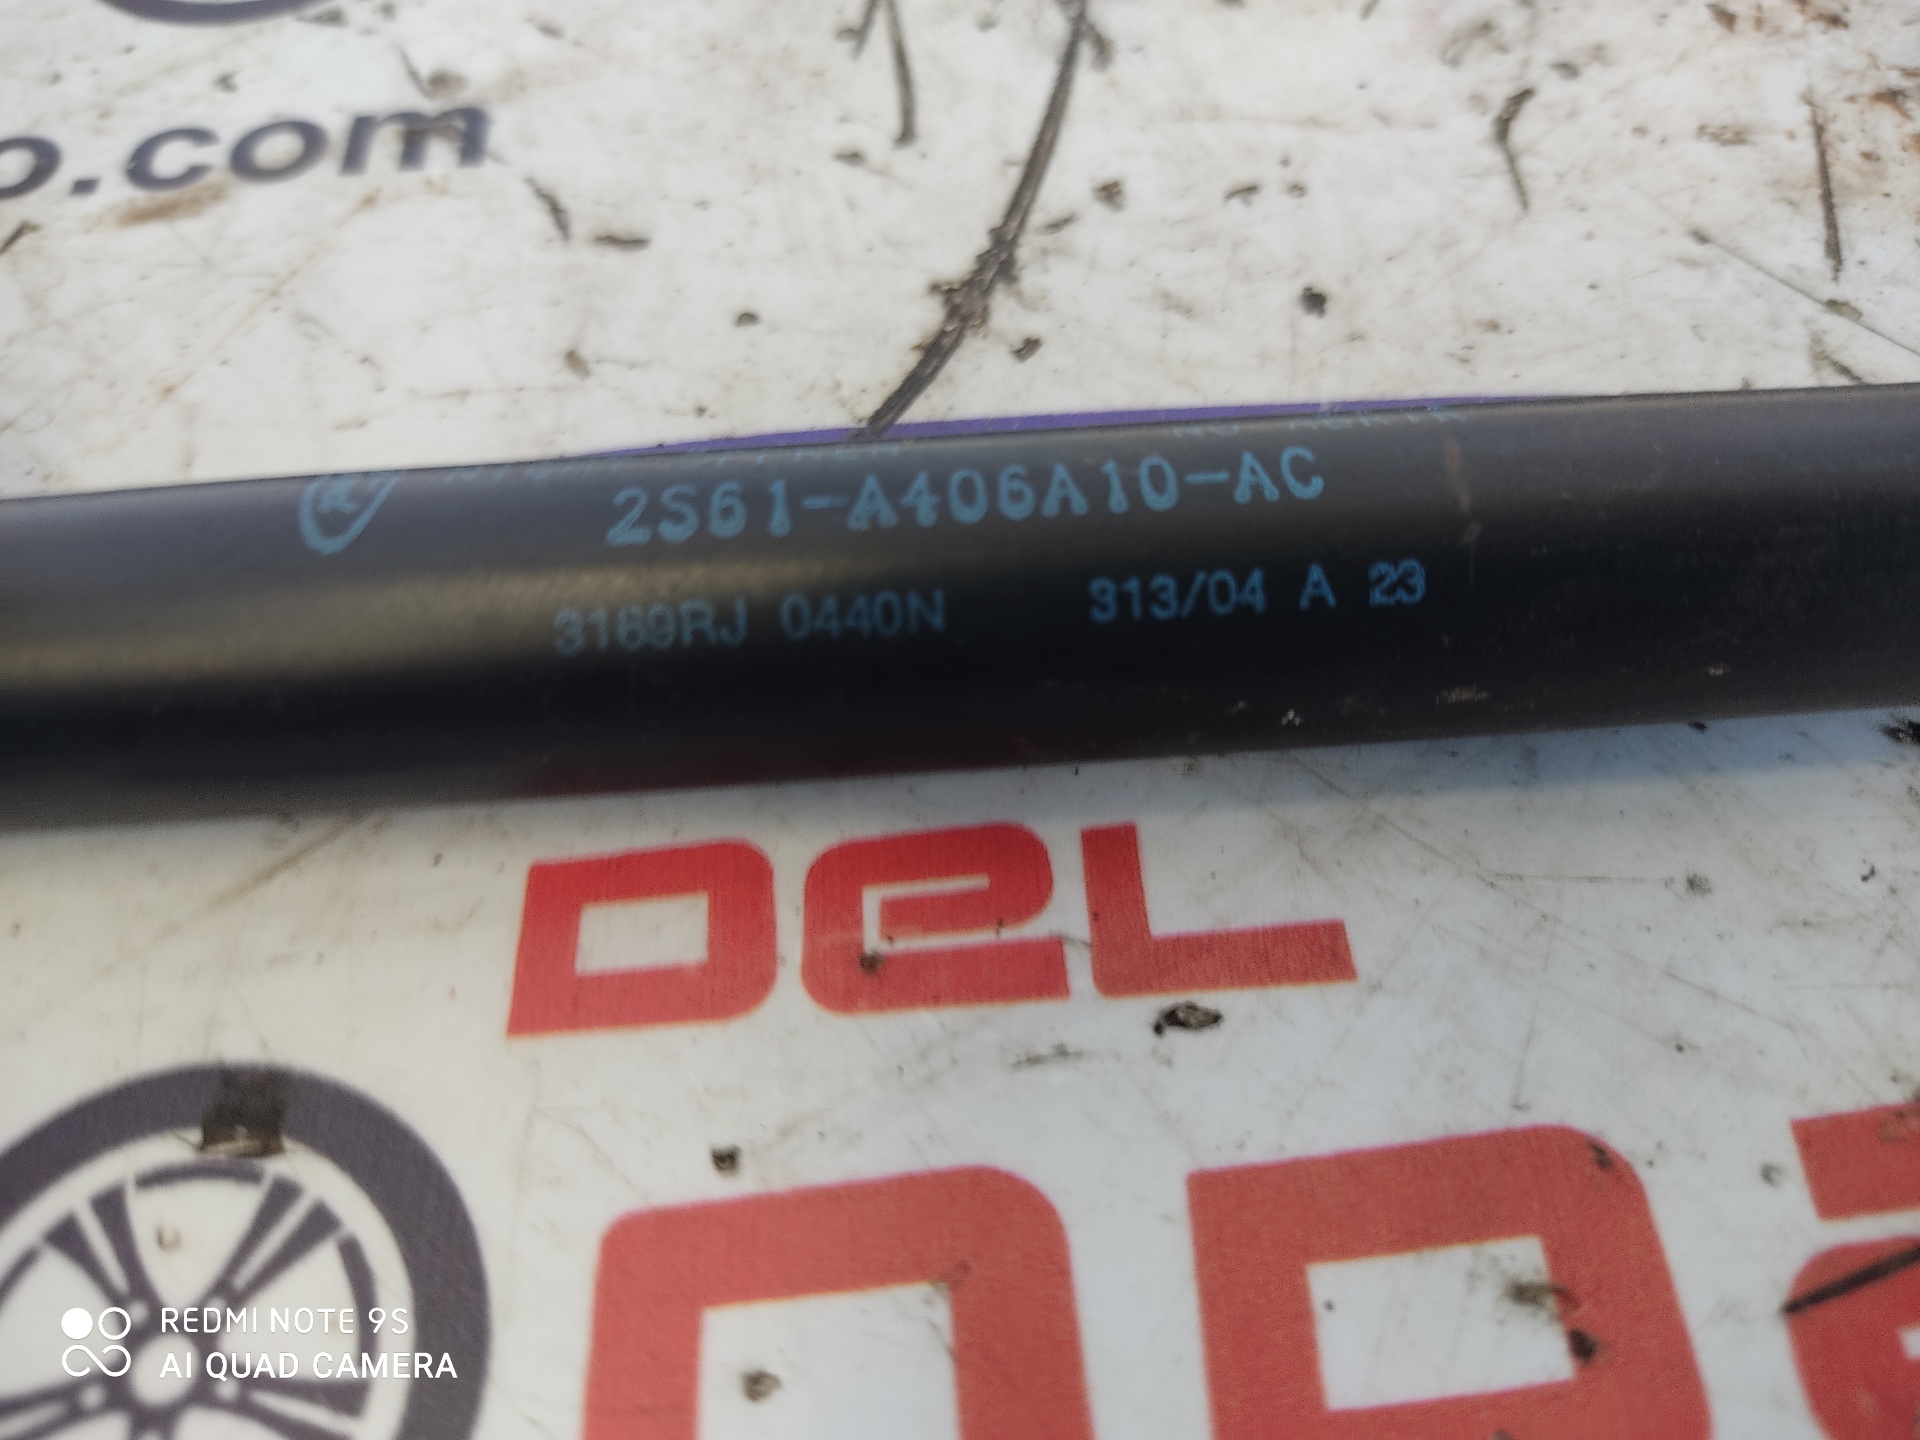 .com
2S61-A406A10-AC
3169RJ 0440N 313/04 A 23
DEL
REDMI NOTE 9S
AI QUAD CAMERA